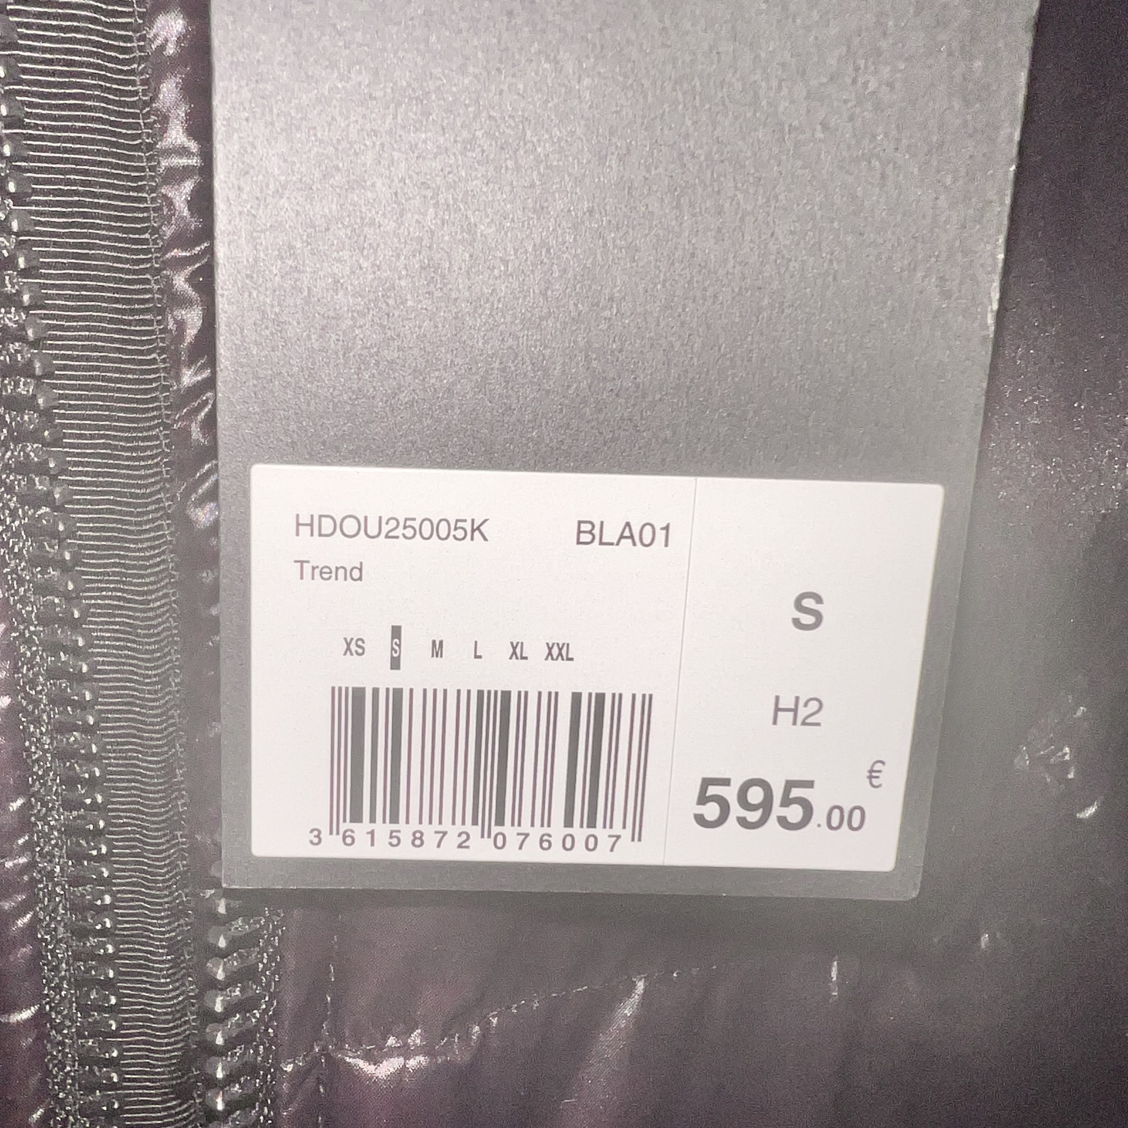 HDOU25005K BLA01
Trend
XS S M L XL XXL
3 615872 076007
S
H2
595.00 €